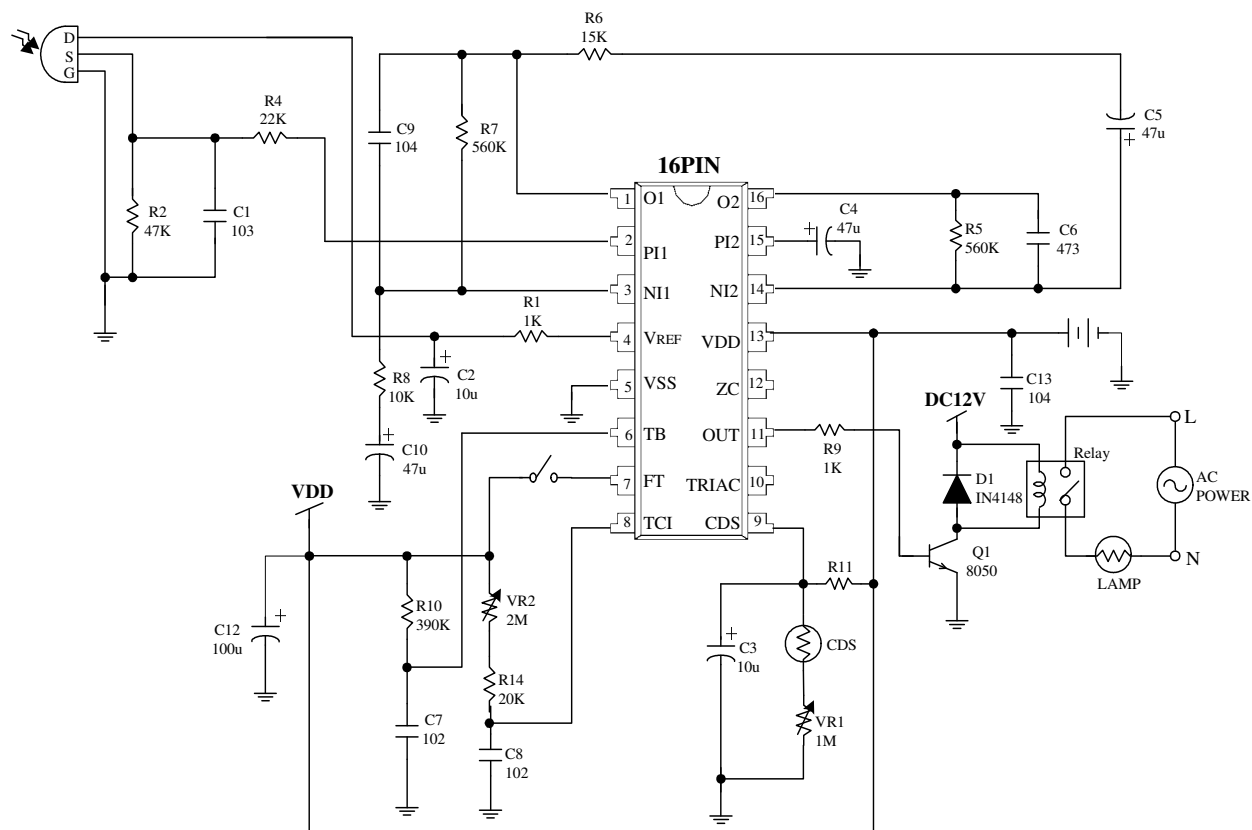 D
S
G
R6
15K
R4
22K
C9
104
R7
560K
C5
47u
+
16PIN
R2
47K
C1
103
1
O1
16
O2
2
PI1
15
PI2
3
NI1
14
NI2
4
VREF
13
VDD
5
VSS
12
ZC
6
TB
11
OUT
7
FT
10
TRIAC
8
TCI
9
CDS
C4
+
47u
R5
560K
C6
473
R1
1K
R8
10K
+
C2
10u
+
C10
47u
C13
104
DC12V
R9
1K
D1
IN4148
Relay
L
AC
POWER
N
LAMP
Q1
8050
VDD
+
C12
100u
R10
390K
VR2
2M
R14
20K
C7
102
C8
102
R11
+
C3
10u
CDS
VR1
1M